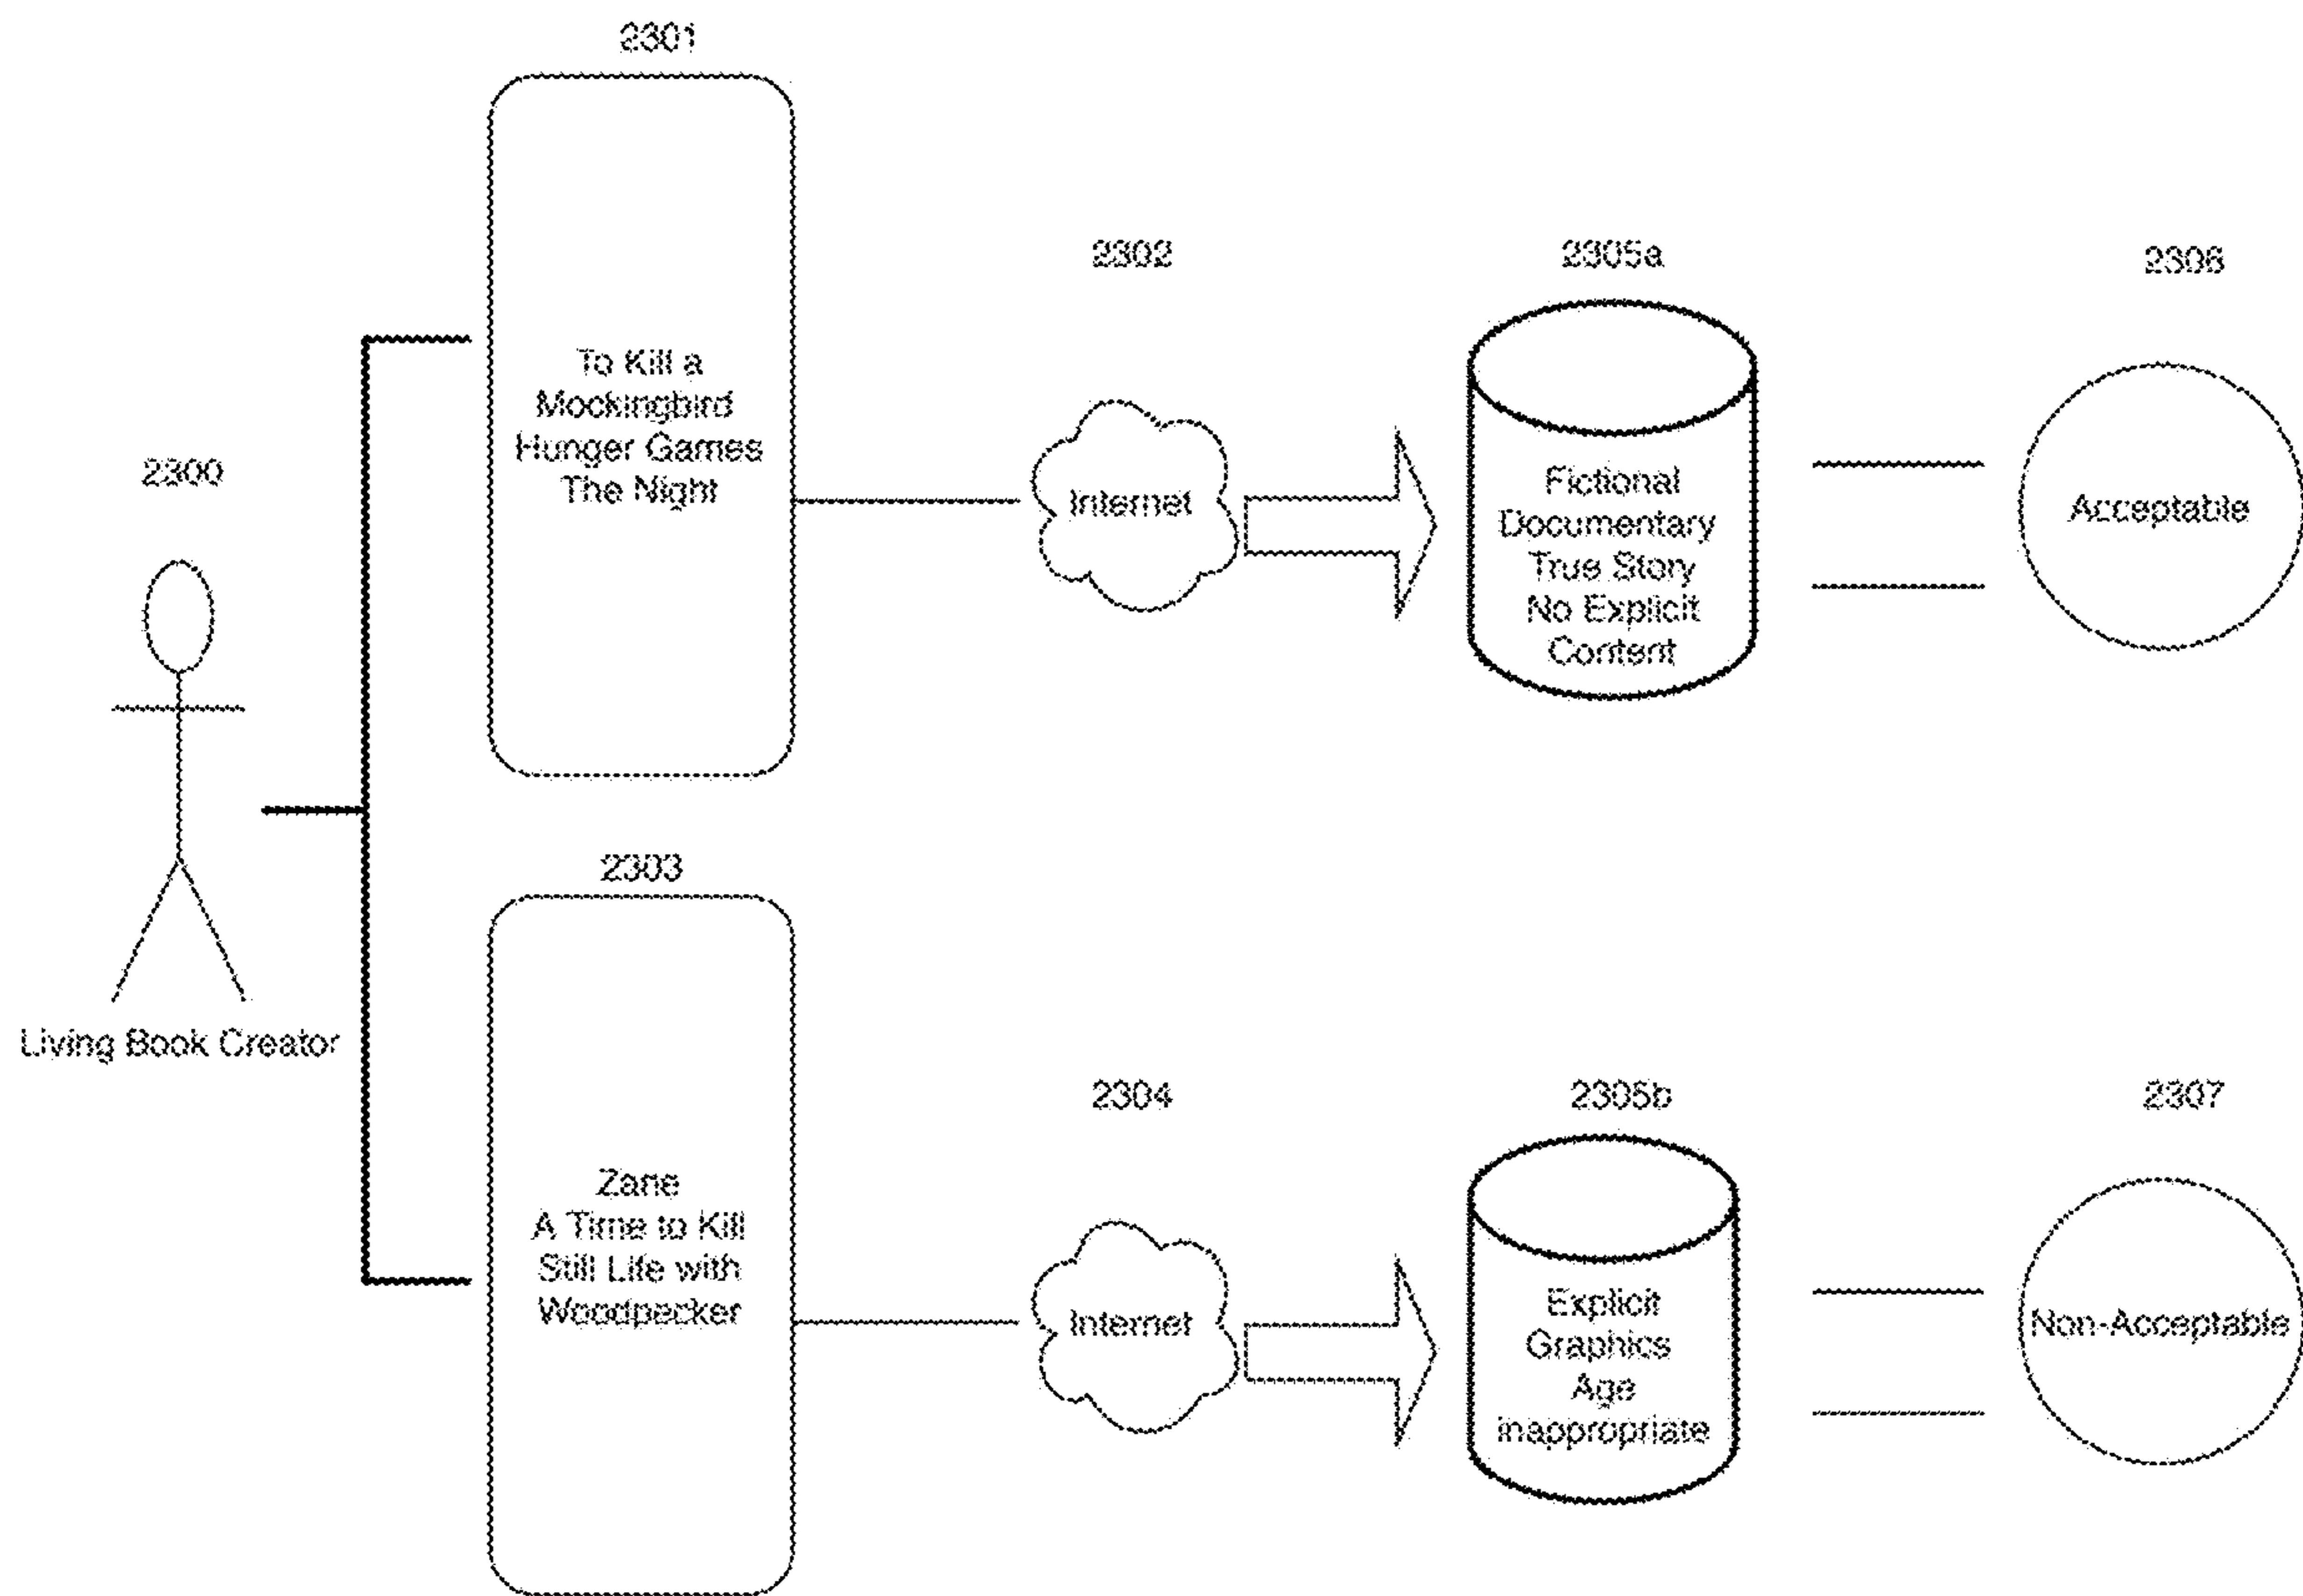 2301
To Kill a
Mockingbird
Hunger Games
The Night
2302
Internet
2305a
Fictional
Documentary
True Story
No Explicit
Content
2306
Acceptable
2300
Living Book Creator
2303
Zane
A Time to Kill
Still Life with
Woodpecker
2304
Internet
2305b
Explicit
Graphics
Age
inappropriate
2307
Non-Acceptable